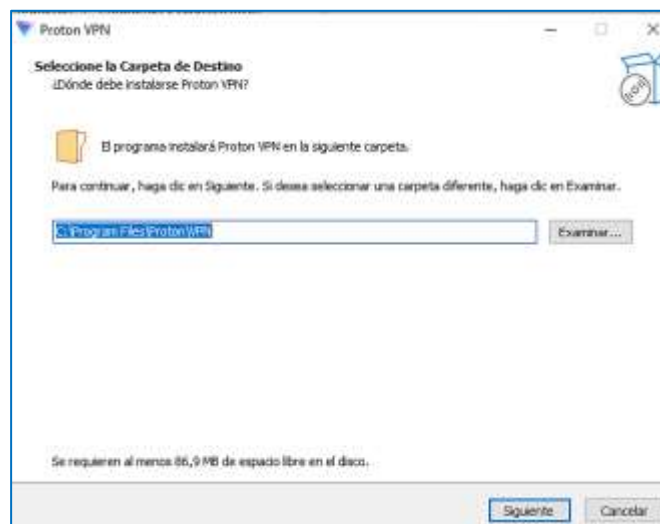 Proton VPN
Seleccione la Carpeta de Destino
¿Dónde debe instalarse Proton VPN?
El programa instalará Proton VPN en la siguiente carpeta.
Para continuar, haga clic en Siguiente. Si desea seleccionar una carpeta diferente, haga clic en Examinar.
C:\Program Files\Proton\VPN
Examinar...
Se requieren al menos 86,9 MB de espacio libre en el disco.
Siguiente
Cancelar